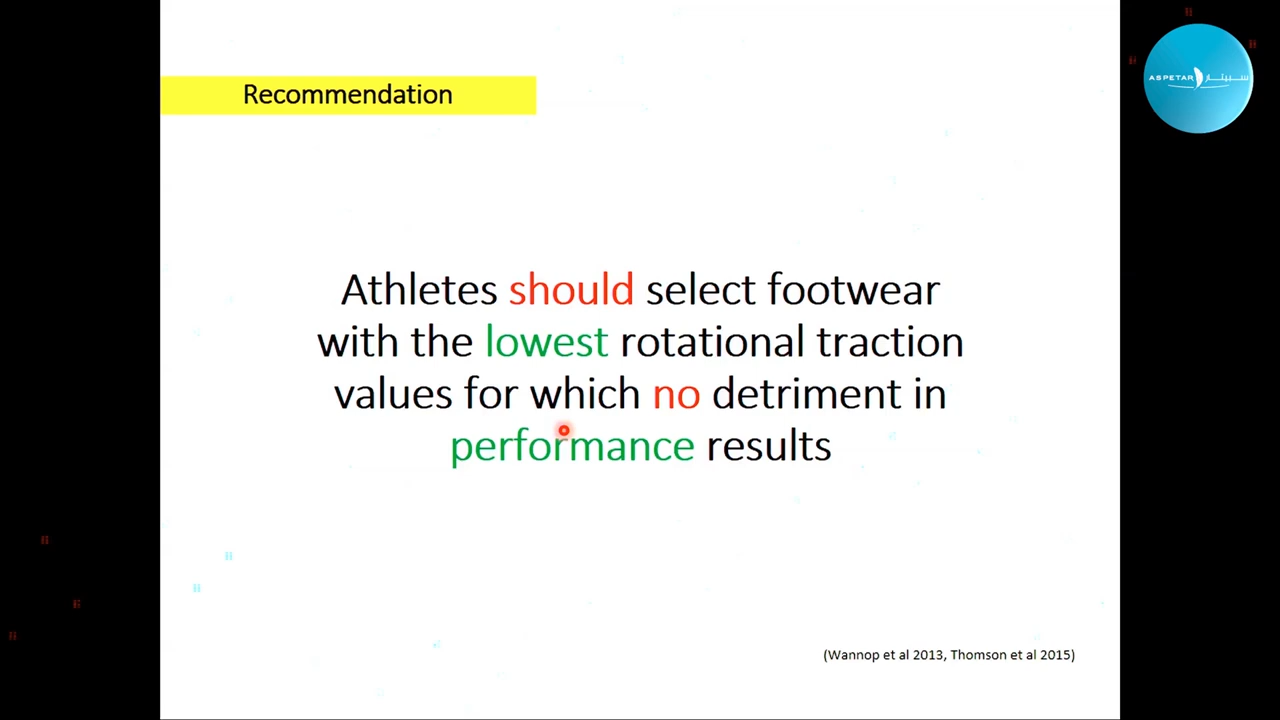 ASPETAR سبيتار
Recommendation
Athletes should select footwear
with the lowest rotational traction
values for which no detriment in
performance results
(Wannop et al 2013, Thomson et al 2015)